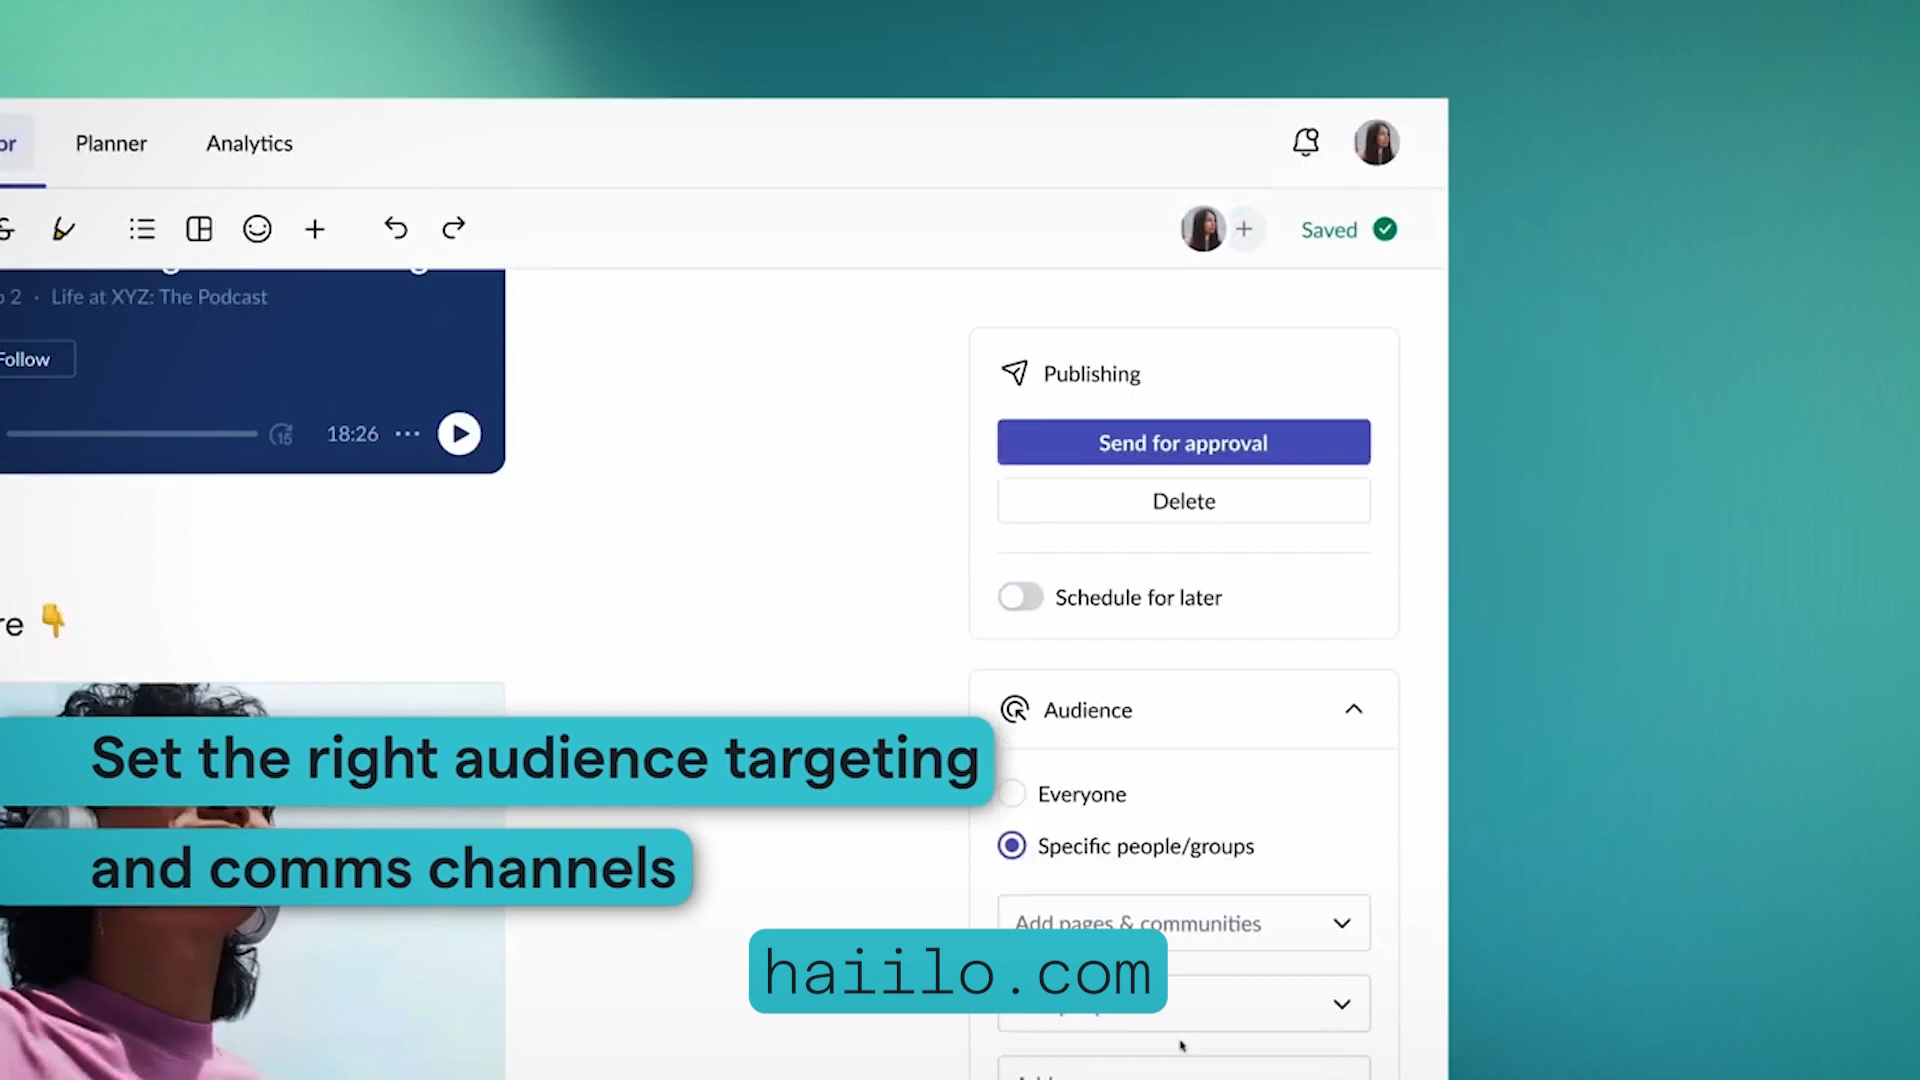 Planner
Analytics
Saved
Life at XYZ: The Podcast
Follow
15
18:26
Publishing
Send for approval
Delete
Schedule for later
Audience
Set the right audience targeting
and comms channels
Everyone
Specific people/groups
Add pages & communities
haiilo.com